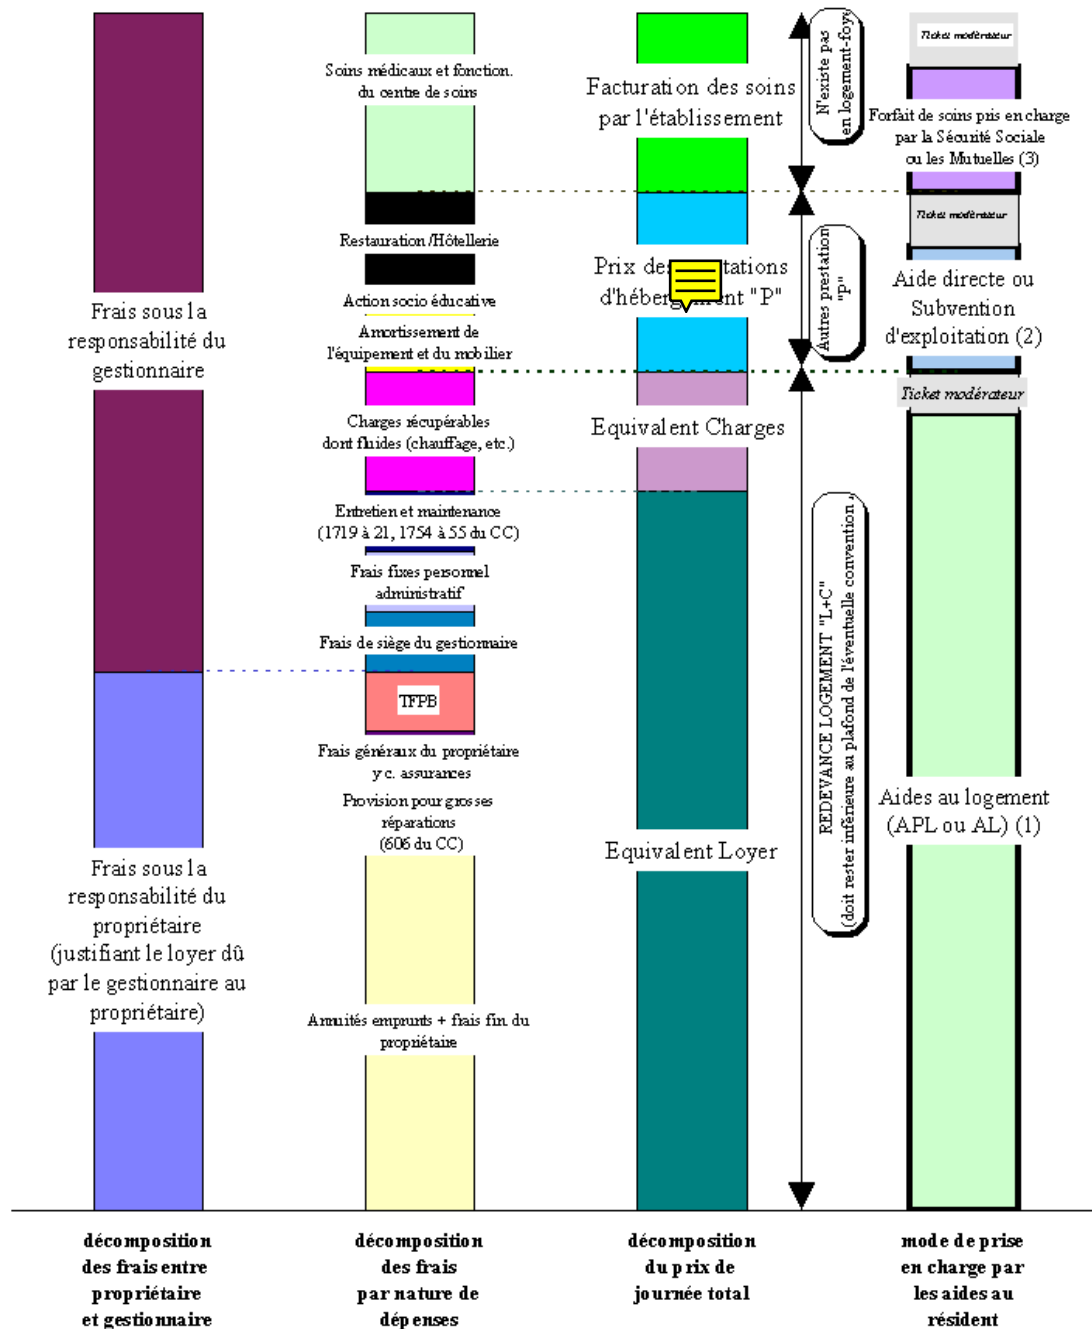 Frais sous la
responsabilité du
gestionnaire
Frais sous la
responsabilité du
propriétaire
(justifiant le loyer dû
par le gestionnaire au
propriétaire)
décomposition
des frais entre
propriétaire
et gestionnaire
Soins médicaux et fonction.
du centre de soins
Restauration /Hôtellerie
Action socio éducative
Amortissement de
l'équipement et du mobilier
Charges récupérables
dont fluides (chauffage, etc.)
Entretien et maintenance
(1719 à 21, 1754 à 55 du CC)
Frais fixes personnel
administratif
Frais de siège du gestionnaire
TFPB
Frais généraux du propriétaire
y c. assurances
Provision pour grosses
réparations
(606 du CC)
Annuités emprunts + frais fin. du
propriétaire
décomposition
des frais
par nature de
dépenses
Facturation des soins
par l'établissement
Prix des tations
d'héberg ent "P"
Equivalent Charges
Equivalent Loyer
décomposition
du prix de
journée total
N'existe pas
en logement-foye
Autres prestation
"P"
REDEVANCE LOGEMENT "L+C"
(doit rester inférieure au plafond de l'éventuelle convention
Ticket modérateur
Forfait de soins pris en charge
par la Sécurité Sociale
ou les Mutuelles (3)
Ticket modérateur
Aide directe ou
Subvention
d'exploitation (2)
Ticket modérateur
Aides au logement
(APL ou AL) (1)
mode de prise
en charge par
les aides au
résident